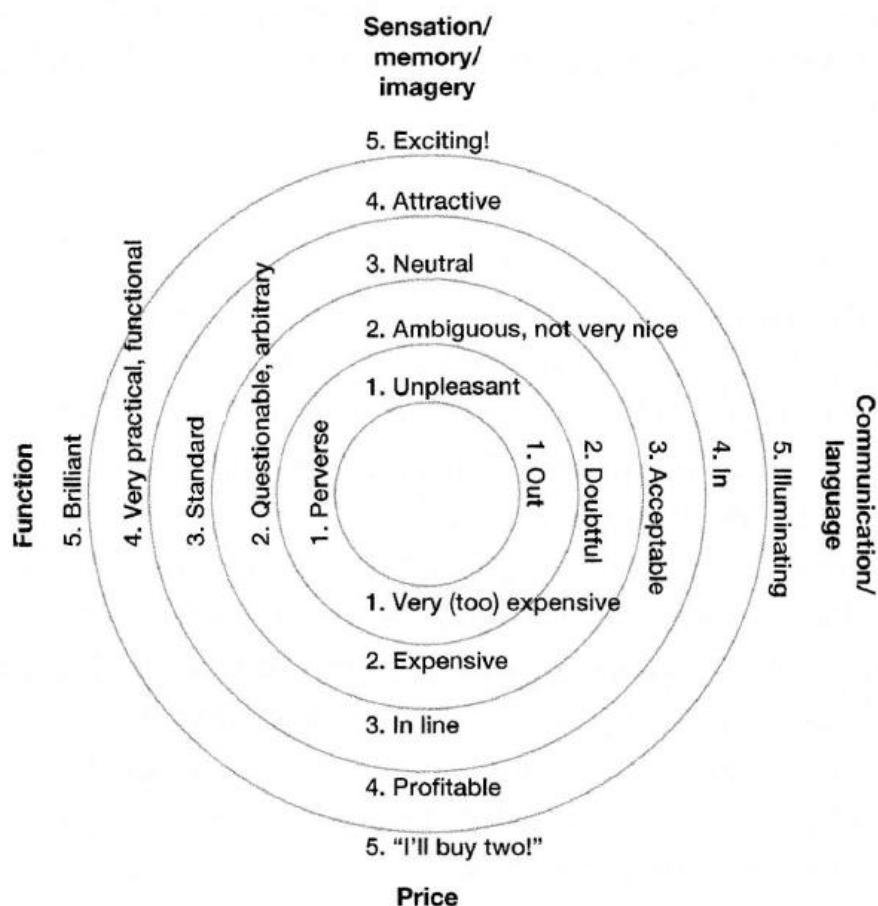 Sensation/
memory/
imagery
5. Exciting!
4. Attractive
3. Neutral
2. Ambiguous, not very nice
1. Unpleasant
Function
5. Brilliant
4. Very practical, functional
3. Standard
2. Questionable, arbitrary
1. Perverse
1. Out
2. Doubtful
3. Acceptable
4. In
5. Illuminating
Communication/
language
1. Very (too) expensive
2. Expensive
3. In line
4. Profitable
5. “I’ll buy two!”
Price